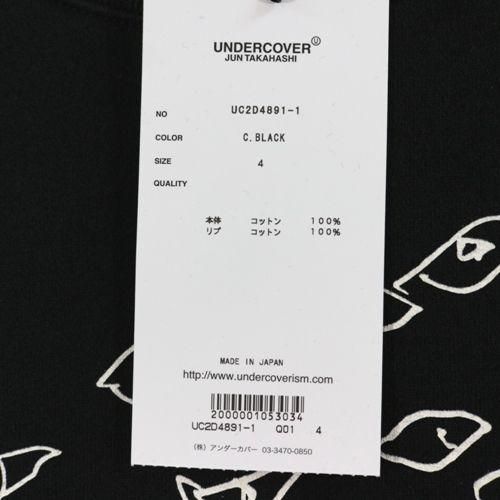 UNDERCOVER Ⓤ
JUN TAKAHASHI
NO UC2D4891-1
COLOR C.BLACK
SIZE 4
QUALITY
本体 コットン 100%
リブ コットン 100%
MADE IN JAPAN
http://www.undercoverism.com
2000001053034
UC2D4891-1 Q01 4
(株) アンダーカバー 03-3470-0850